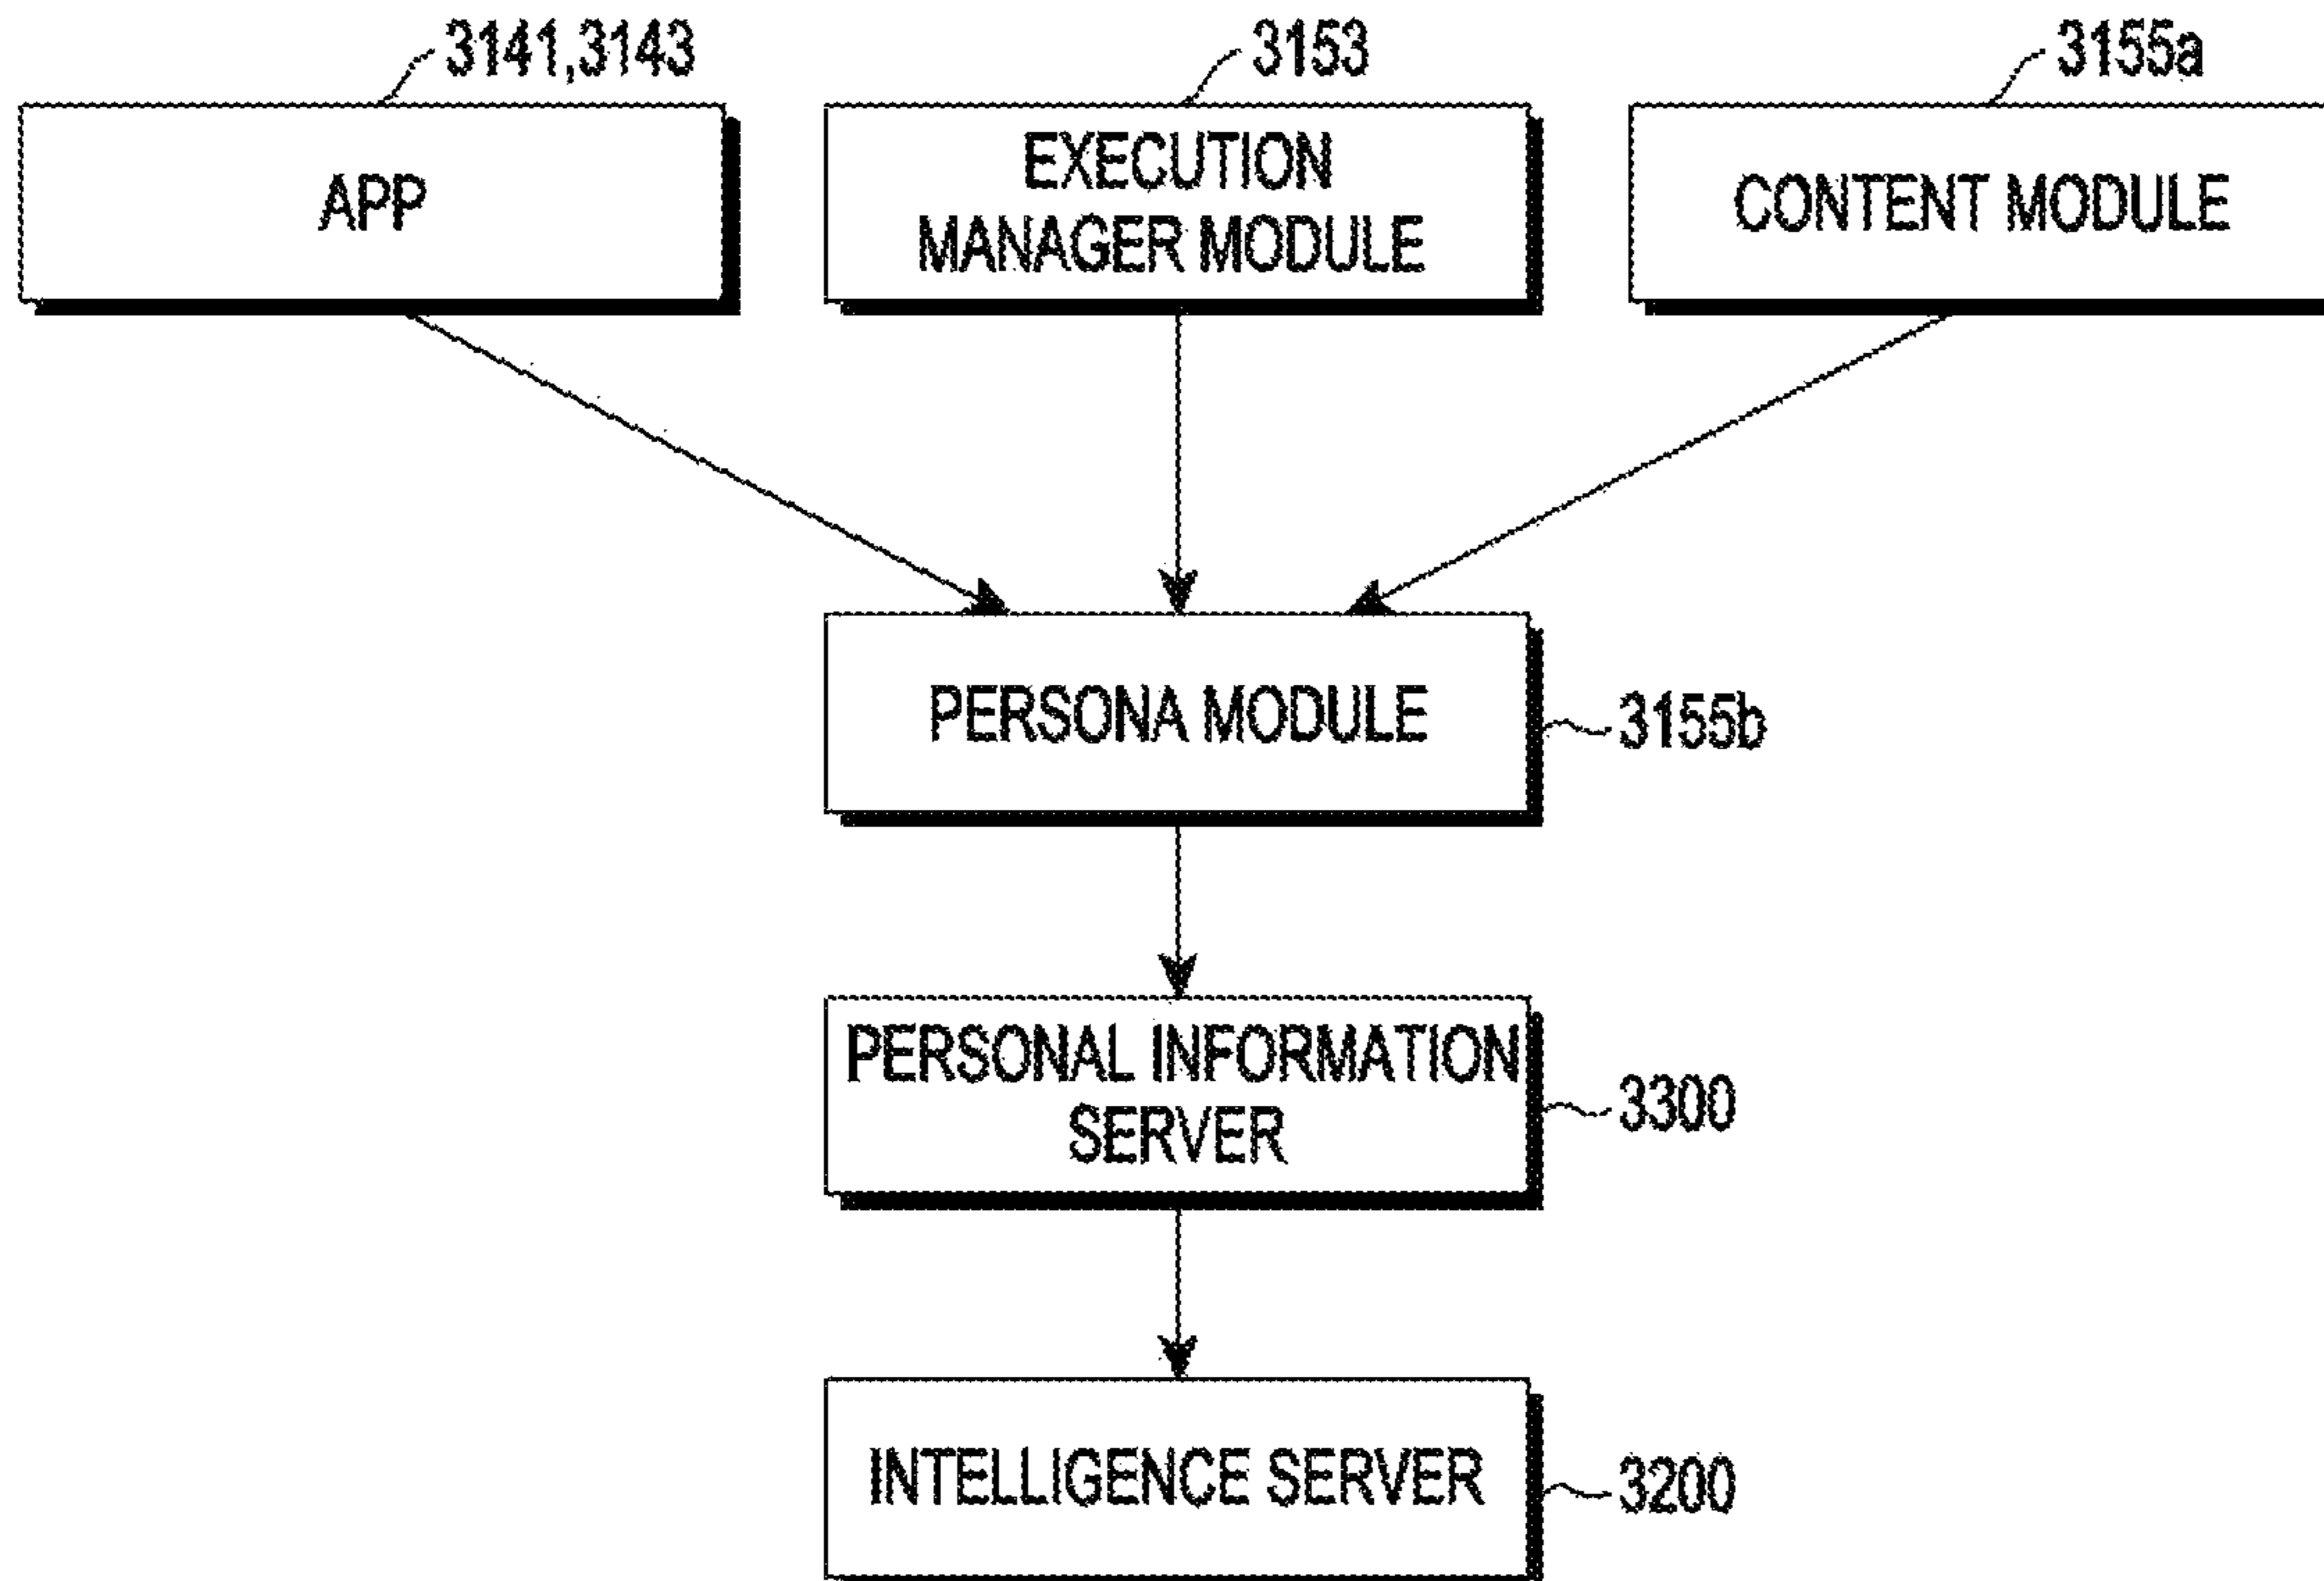 3141,3143
3153
3155a
APP
EXECUTION
MANAGER MODULE
CONTENT MODULE
PERSONA MODULE
3155b
PERSONAL INFORMATION
SERVER
3300
INTELLIGENCE SERVER
3200